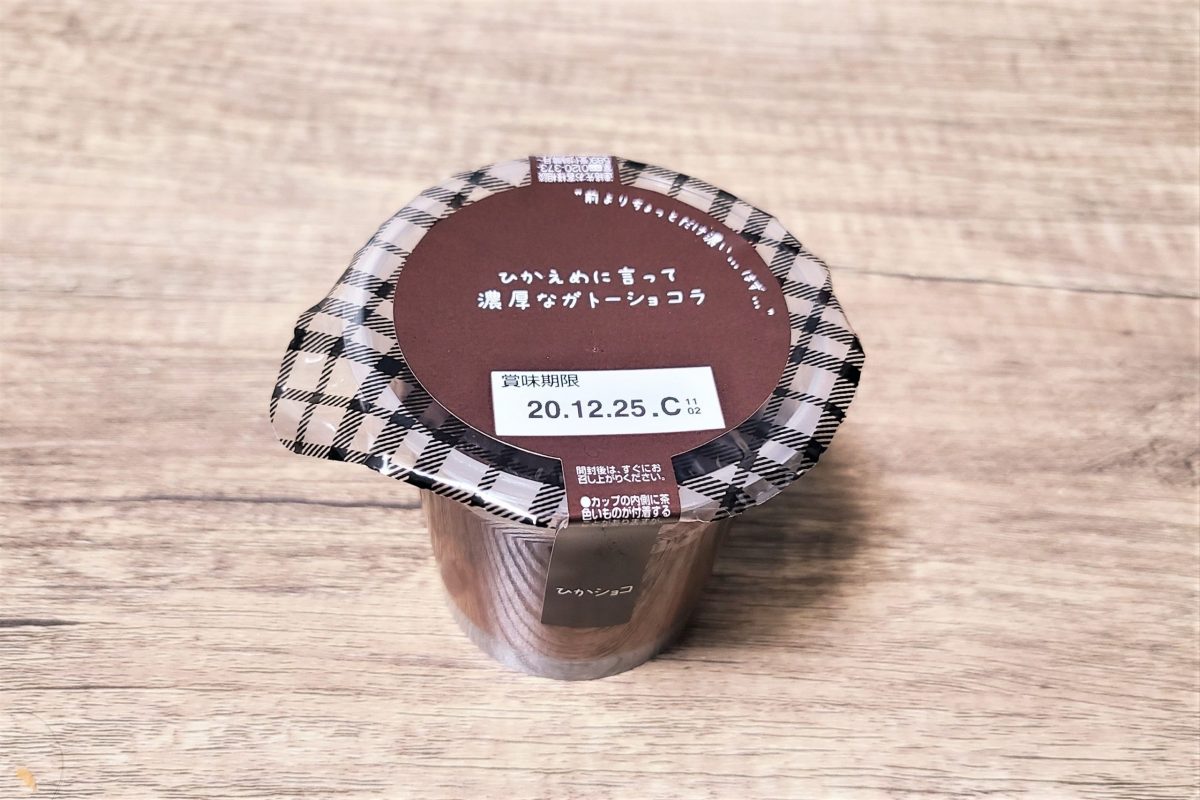 "前よりちょっとだけ濃い…はず…"
ひかえめに言って
濃厚ながトーショコラ
賞味期限
20.12.25.C 11
02
開封後は、すぐにお
召し上がりください。
●カップの内側に茶
色いものが付着する
ひかショコ